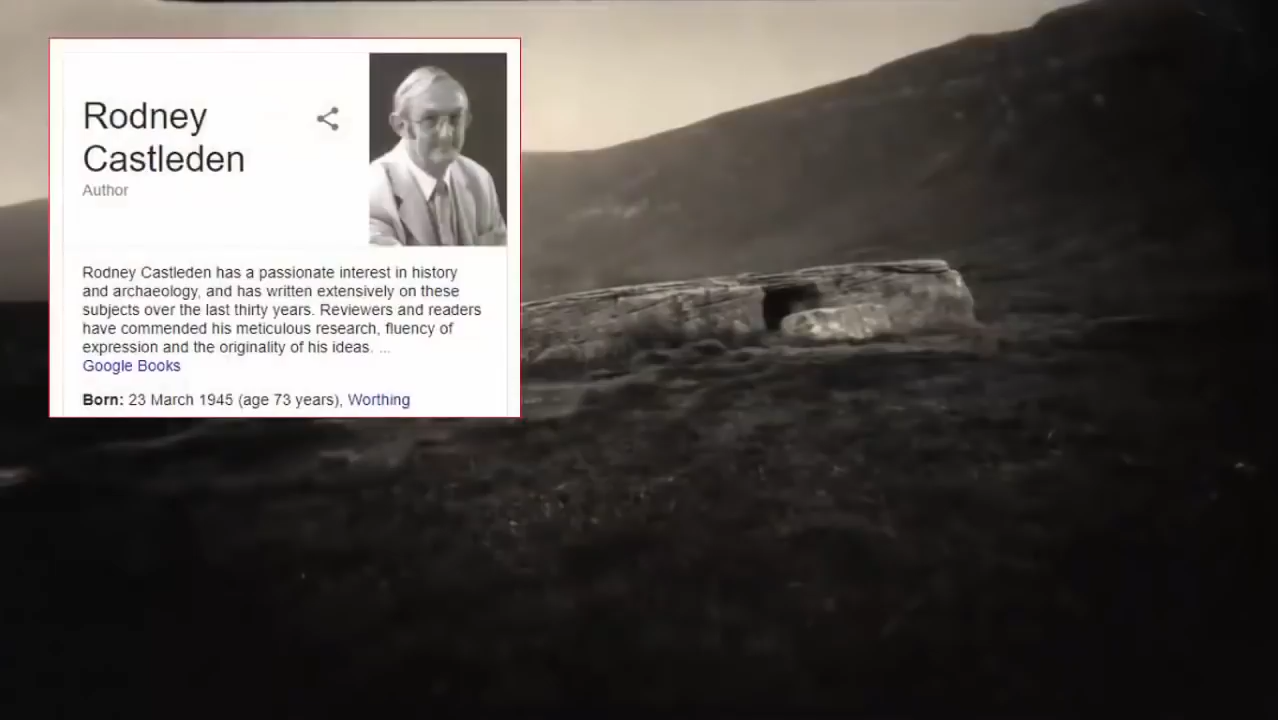 Rodney
Castleden
Author
Rodney Castleden has a passionate interest in history
and archaeology, and has written extensively on these
subjects over the last thirty years. Reviewers and readers
have commended his meticulous research, fluency of
expression and the originality of his ideas. ...
Google Books
Born: 23 March 1945 (age 73 years), Worthing